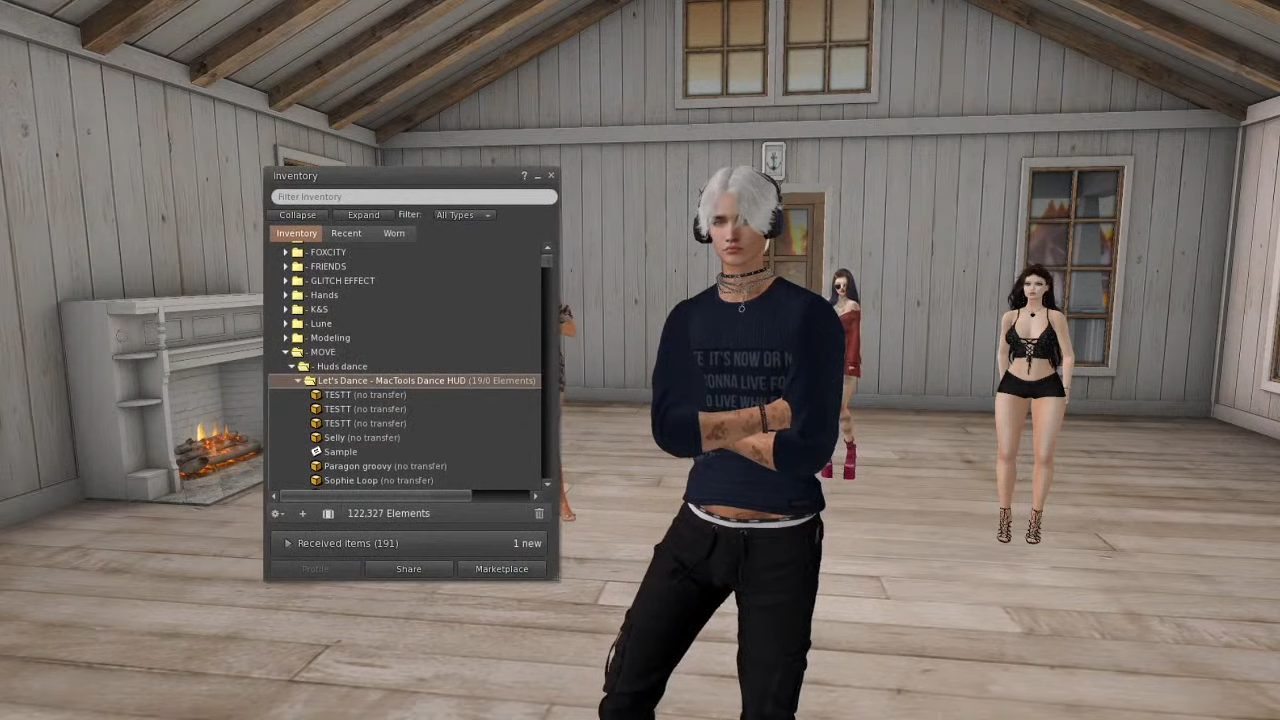 Inventory
? _ ×
Filter Inventory
Collapse Expand Filter: All Types
Inventory Recent Worn
- FOXCITY
- FRIENDS
- GLITCH EFFECT
- Hands
- K&S
- Lune
- Modeling
- MOVE
- Huds dance
Let's Dance - MacTools Dance HUD (19/0 Elements)
TESTT (no transfer)
TESTT (no transfer)
TESTT (no transfer)
Selly (no transfer)
Sample
Paragon groovy (no transfer)
Sophie Loop (no transfer)
122,327 Elements
Received Items (191) 1 new
Profile Share Marketplace
IT'S NOW OR
GONNA LIVE FO
O LIVE WH